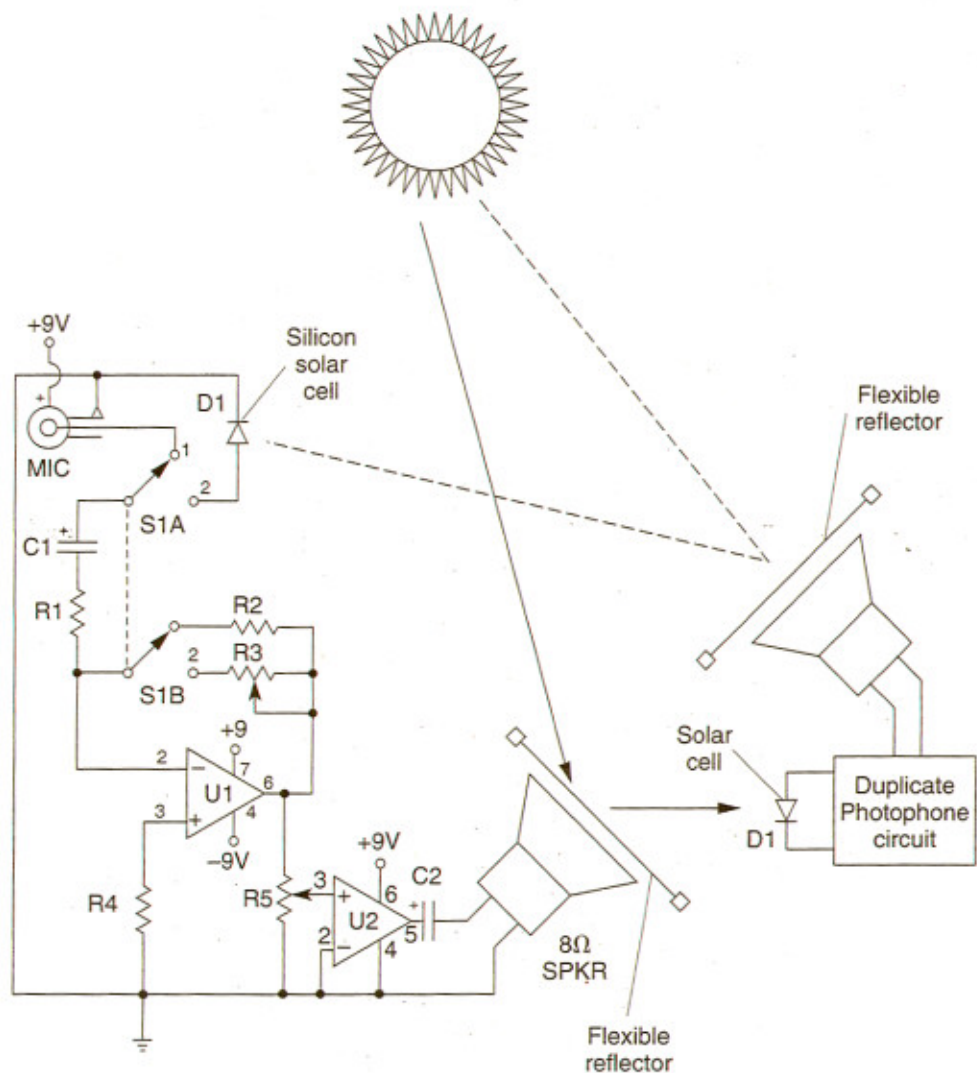 +9V
Silicon
solar
cell
D1
+
MIC
1
2
S1A
+
C1
R1
R2
2
R3
S1B
+9
7
2
−
6
U1
3
+
4
−9V
R4
R5
+9V
3
+
6
U2
2
−
5
4
+
C2
8Ω
SPKR
Flexible
reflector
Flexible
reflector
Solar
cell
D1
Duplicate
Photophone
circuit